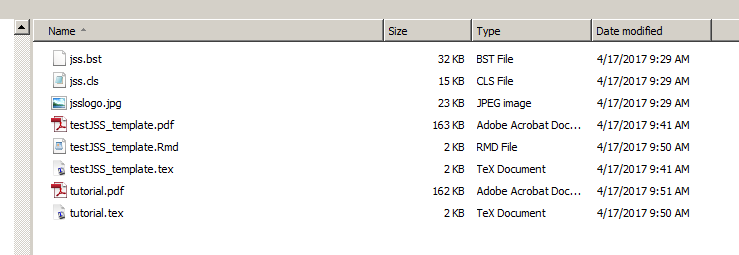 Name Size Type Date modified
jss.bst 32 KB BST File 4/17/2017 9:29 AM
jss.cls 15 KB CLS File 4/17/2017 9:29 AM
jsslogo.jpg 23 KB JPEG image 4/17/2017 9:29 AM
testJSS_template.pdf 163 KB Adobe Acrobat Doc... 4/17/2017 9:41 AM
testJSS_template.Rmd 2 KB RMD File 4/17/2017 9:50 AM
testJSS_template.tex 2 KB TeX Document 4/17/2017 9:41 AM
tutorial.pdf 162 KB Adobe Acrobat Doc... 4/17/2017 9:51 AM
tutorial.tex 2 KB TeX Document 4/17/2017 9:50 AM